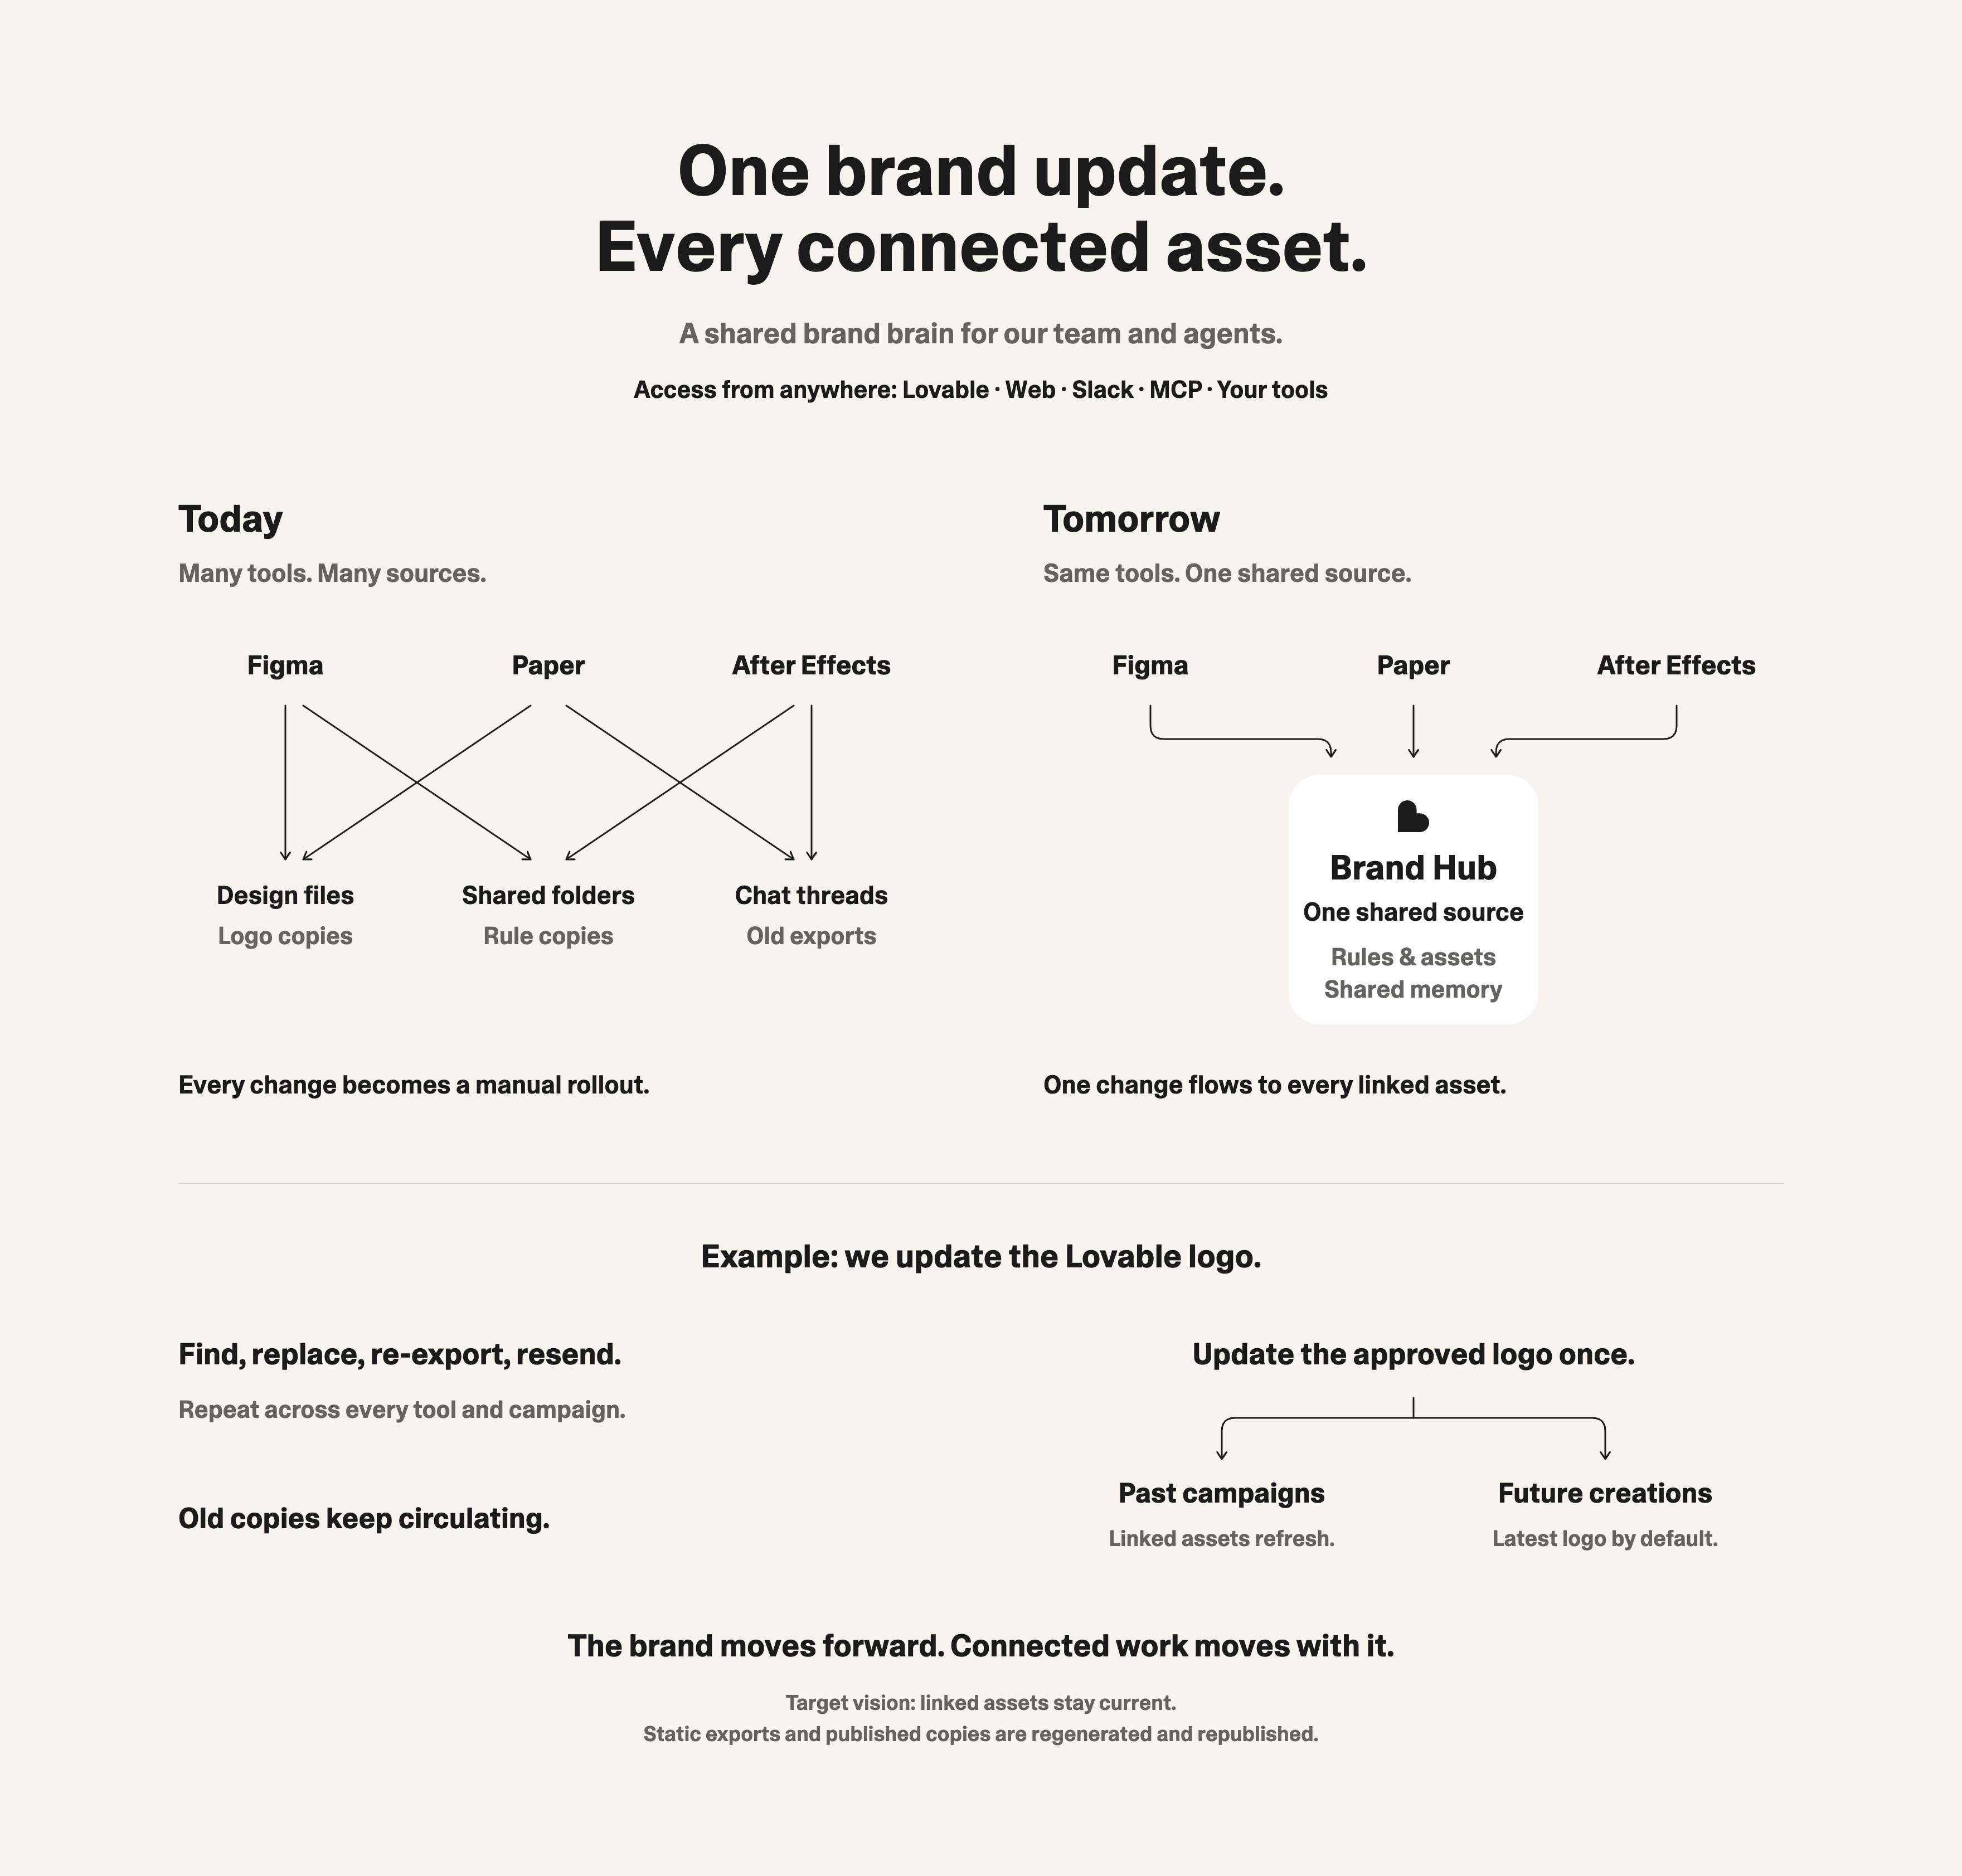 One brand update.
Every connected asset.
A shared brand brain for our team and agents.
Access from anywhere: Lovable · Web · Slack · MCP · Your tools
Today
Many tools. Many sources.
Figma
Paper
After Effects
Design files
Logo copies
Shared folders
Rule copies
Chat threads
Old exports
Every change becomes a manual rollout.
Tomorrow
Same tools. One shared source.
Figma
Paper
After Effects
Brand Hub
One shared source
Rules & assets
Shared memory
One change flows to every linked asset.
Example: we update the Lovable logo.
Find, replace, re-export, resend.
Repeat across every tool and campaign.
Old copies keep circulating.
Update the approved logo once.
Past campaigns
Linked assets refresh.
Future creations
Latest logo by default.
The brand moves forward. Connected work moves with it.
Target vision: linked assets stay current.
Static exports and published copies are regenerated and republished.